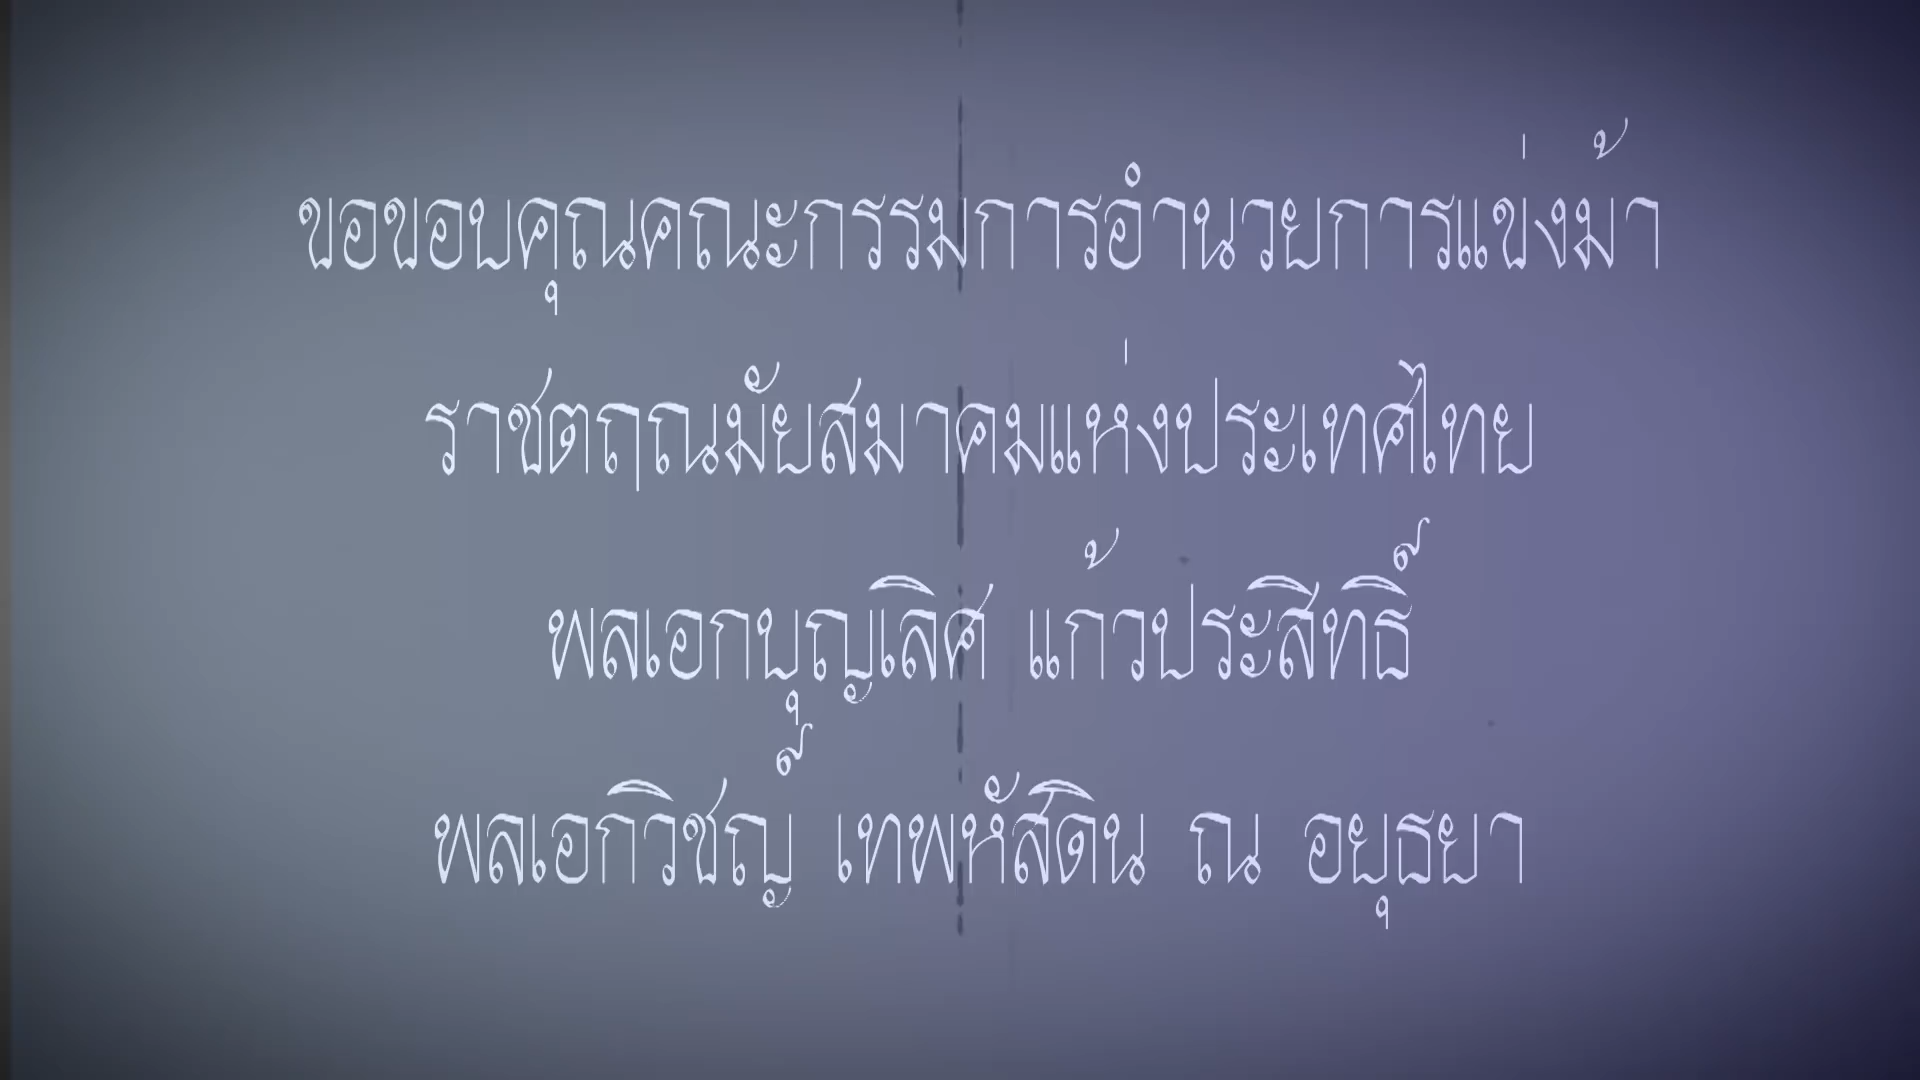 ขอขอบคุณคณะกรรมการอำนวยการแข่งม้า
ราชตฤณมัยสมาคมแห่งประเทศไทย
พลเอกบุญเลิศ แก้วประสิทธิ์
พลเอกวิชญ์ เทพหัสดิน ณ อยุธยา